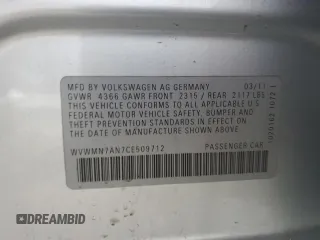 MFD BY VOLKSWAGEN AG GERMANY 03/11
GVWR 4366 GAWR FRONT 2315 / REAR 2117 LBS
THIS VEHICLE CONFORMS TO ALL APPLICABLE U.S.
FEDERAL MOTOR VEHICLE SAFETY, BUMPER, AND
THEFT PREVENTION STANDARDS IN EFFECT ON THE
DATE OF MANUFACTURE SHOWN ABOVE.
WVWMN7AN7CE509712 PASSENGER CAR
© DREAMBID
DREAMBID.COM